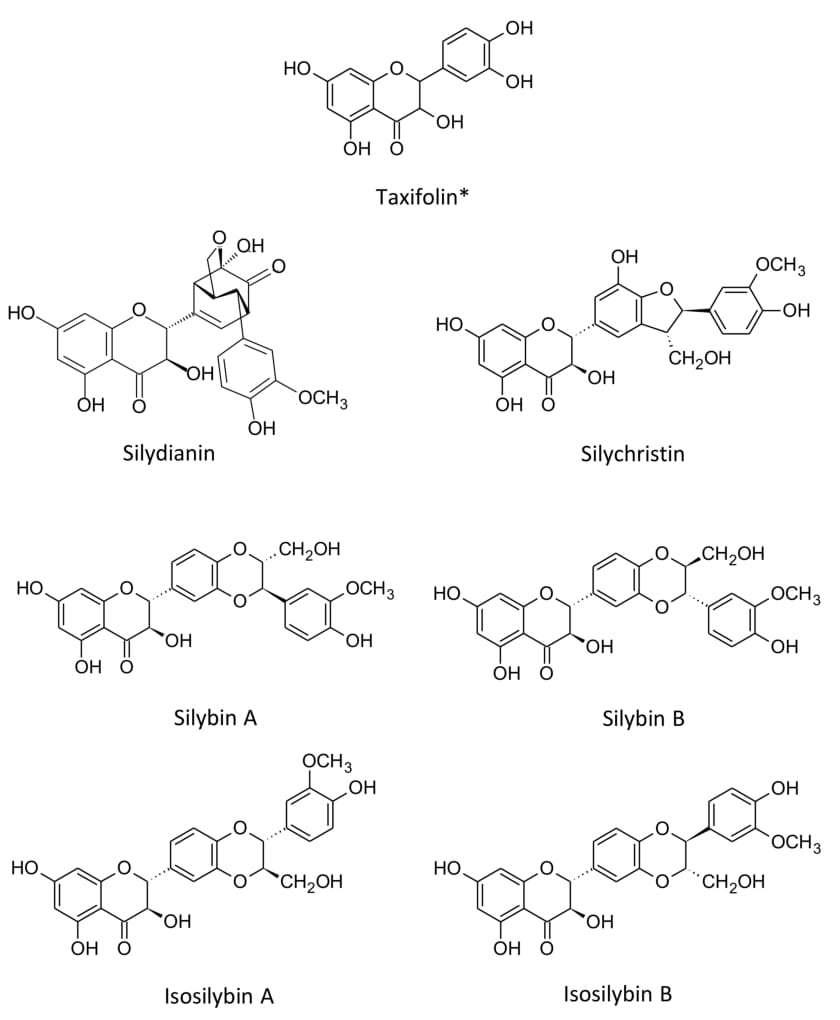 OH
HO
O
OH
OH
OH
O
Taxifolin*
O
OH
O
HO
O
OH
OH
O
OCH3
OH
Silydianin
OH
O
OCH3
OH
HO
O
CH2OH
OH
OH
O
Silychristin
O
CH2OH
HO
O
O
OCH3
OH
OH
OH
O
Silybin A
O
CH2OH
HO
O
O
OCH3
OH
OH
OH
O
Silybin B
OCH3
OH
O
HO
O
O
CH2OH
OH
OH
O
Isosilybin A
OH
O
OCH3
HO
O
O
CH2OH
OH
OH
O
Isosilybin B